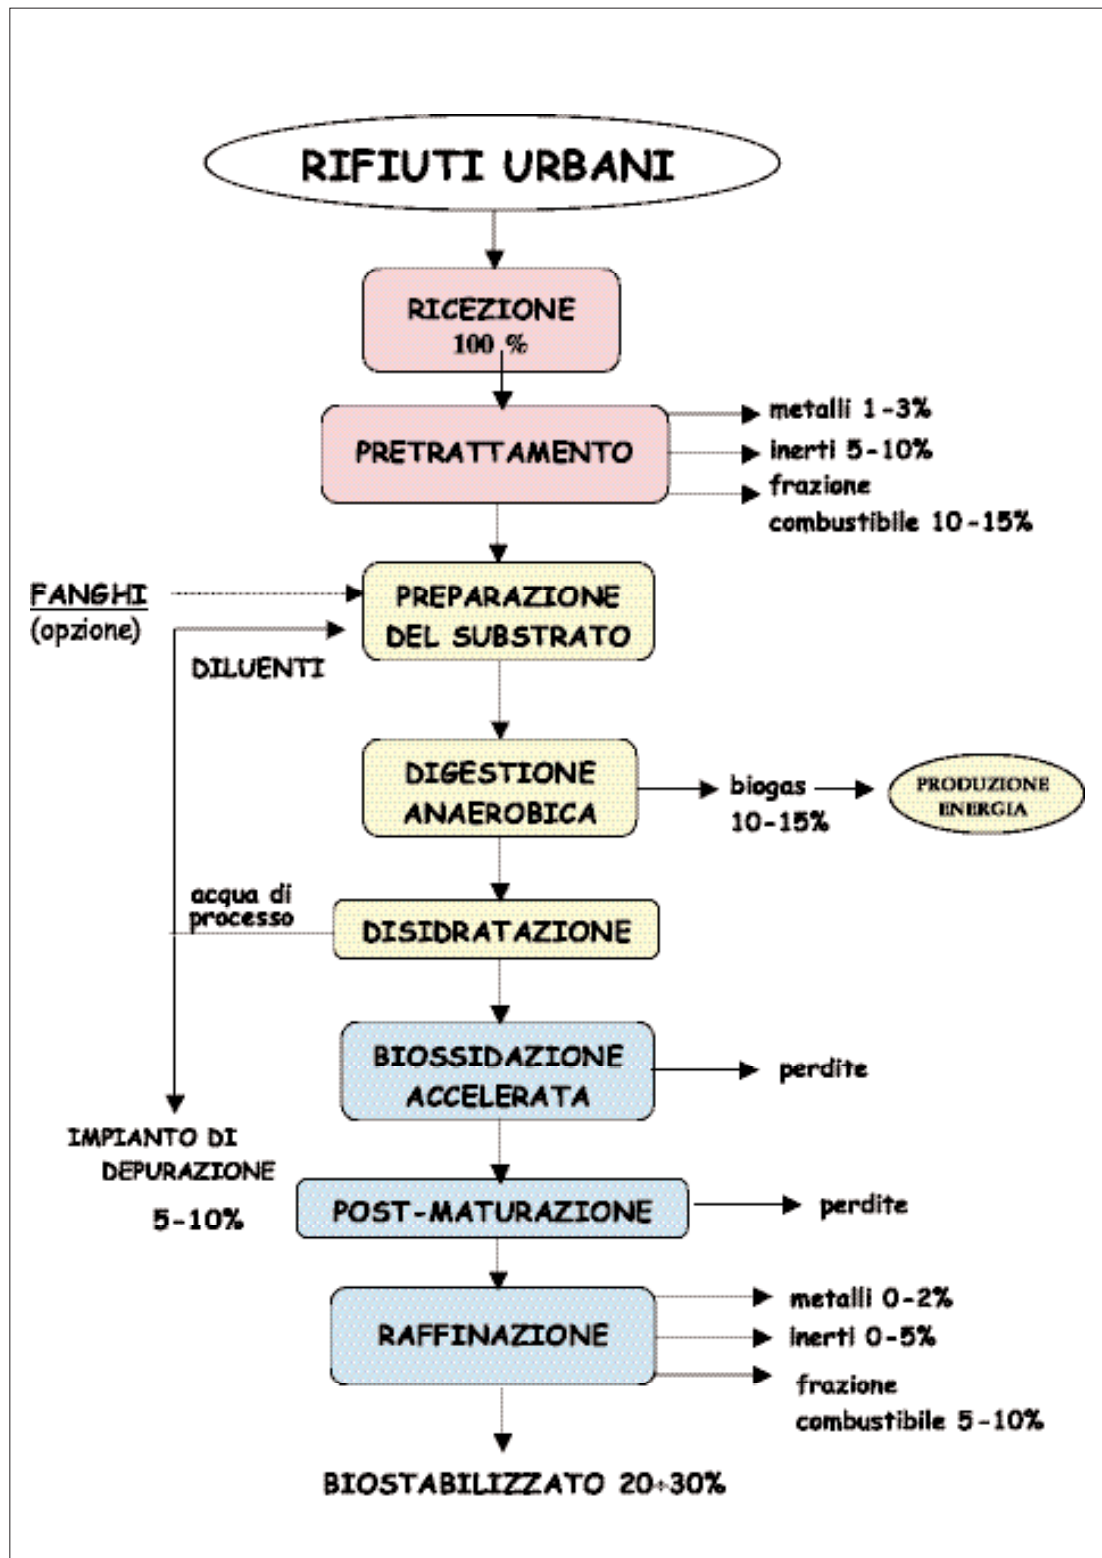 RIFIUTI URBANI
RICEZIONE
100 %
PRETRATTAMENTO
metalli 1-3%
inerti 5-10%
frazione
combustibile 10-15%
FANGHI
(opzione)
DILUENTI
PREPARAZIONE
DEL SUBSTRATO
DIGESTIONE
ANAEROBICA
biogas
10-15%
PRODUZIONE
ENERGIA
acqua di
processo
DISIDRATAZIONE
BIOSSIDAZIONE
ACCELERATA
perdite
IMPIANTO DI
DEPURAZIONE
5-10%
POST-MATURAZIONE
perdite
RAFFINAZIONE
metalli 0-2%
inerti 0-5%
frazione
combustibile 5-10%
BIOSTABILIZZATO 20÷30%